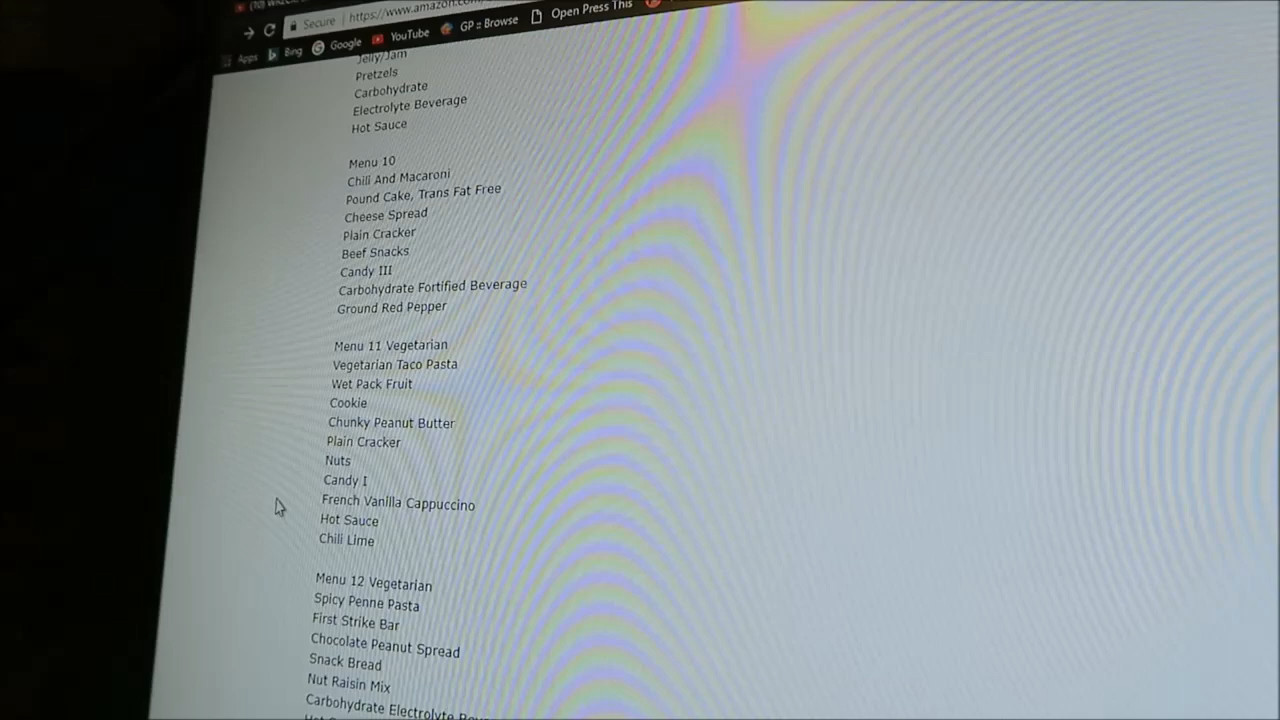 Secure | https://www.amazon.com
Apps Bing Google YouTube GP :: Browse Open Press This
Jelly/Jam
Pretzels
Carbohydrate
Electrolyte Beverage
Hot Sauce
Menu 10
Chili And Macaroni
Pound Cake, Trans Fat Free
Cheese Spread
Plain Cracker
Beef Snacks
Candy III
Carbohydrate Fortified Beverage
Ground Red Pepper
Menu 11 Vegetarian
Vegetarian Taco Pasta
Wet Pack Fruit
Cookie
Chunky Peanut Butter
Plain Cracker
Nuts
Candy I
French Vanilla Cappuccino
Hot Sauce
Chili Lime
Menu 12 Vegetarian
Spicy Penne Pasta
First Strike Bar
Chocolate Peanut Spread
Snack Bread
Nut Raisin Mix
Carbohydrate Electrolyte